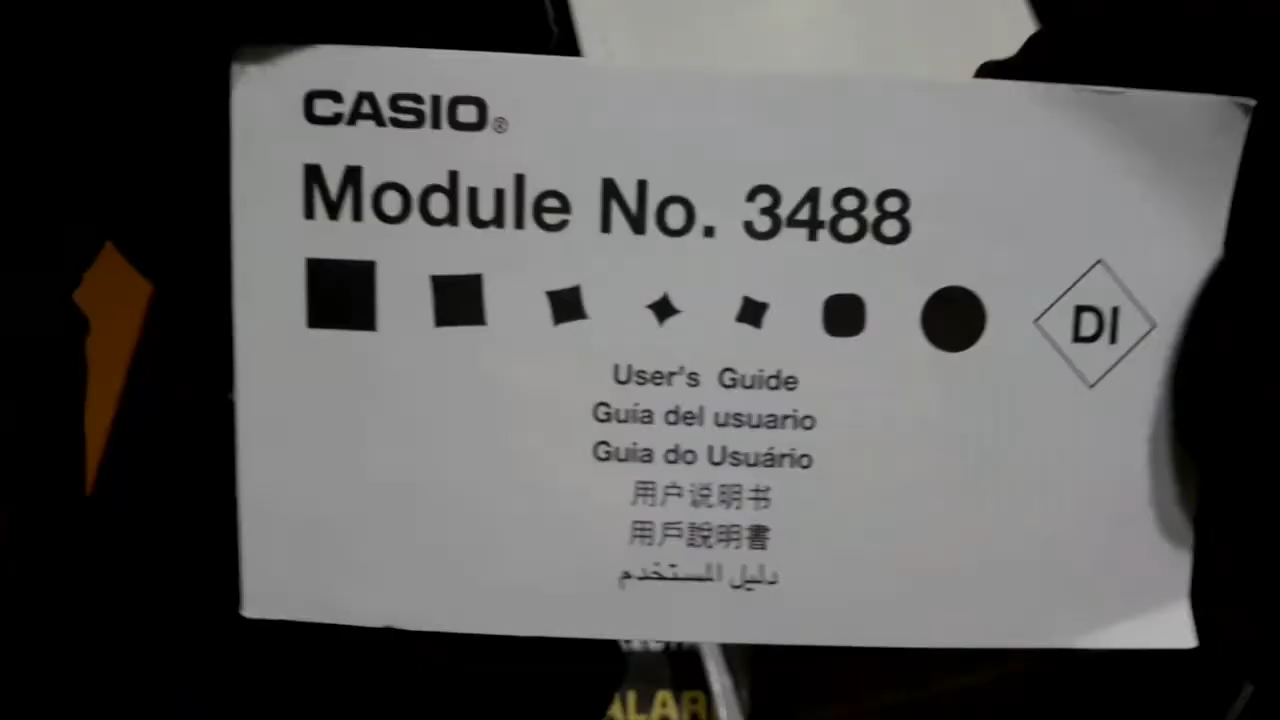 CASIO®
Module No. 3488
DI
User's Guide
Guía del usuario
Guia do Usuário
用户说明书
用戶說明書
دليل المستخدم